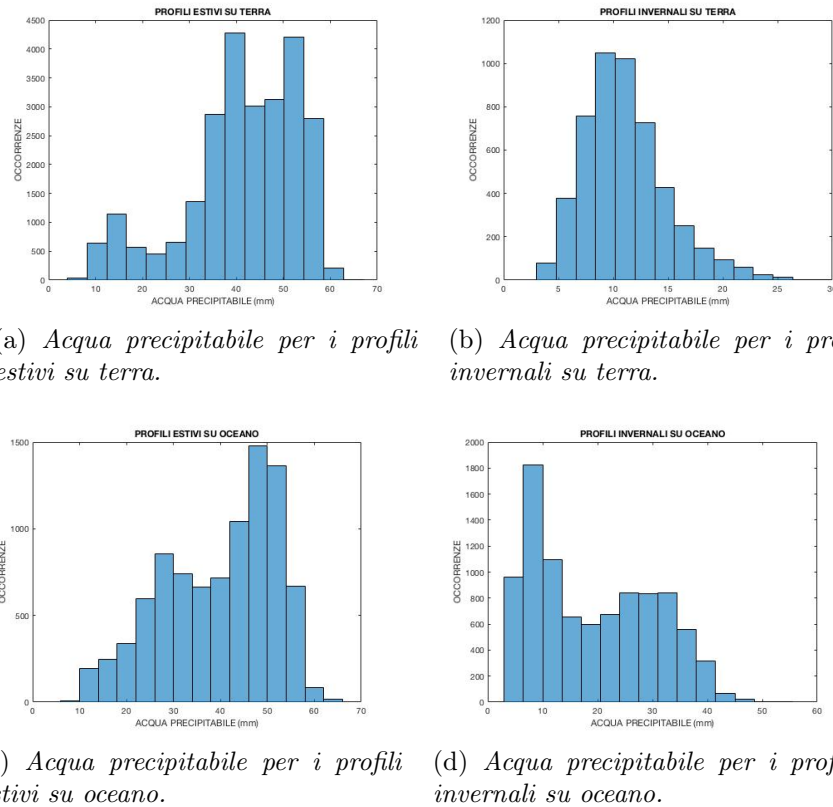 PROFILI ESTIVI SU TERRA
4500
4000
3500
3000
2500
2000
1500
1000
500
0
OCCORRENZE
0 10 20 30 40 50 60 70
ACQUA PRECIPITABILE (mm)
(a) Acqua precipitabile per i profili
estivi su terra.
PROFILI INVERNALI SU TERRA
1200
1000
800
600
400
200
0
OCCORRENZE
0 5 10 15 20 25 30
ACQUA PRECIPITABILE (mm)
(b) Acqua precipitabile per i
invernali su terra.
PROFILI ESTIVI SU OCEANO
1500
1000
500
0
OCCORRENZE
0 10 20 30 40 50 60 70
ACQUA PRECIPITABILE (mm)
) Acqua precipitabile per i profili
stivi su oceano.
PROFILI INVERNALI SU OCEANO
2000
1800
1600
1400
1200
1000
800
600
400
200
0
OCCORRENZE
0 10 20 30 40 50 60
ACQUA PRECIPITABILE (mm)
(d) Acqua precipitabile per i prof
invernali su oceano.